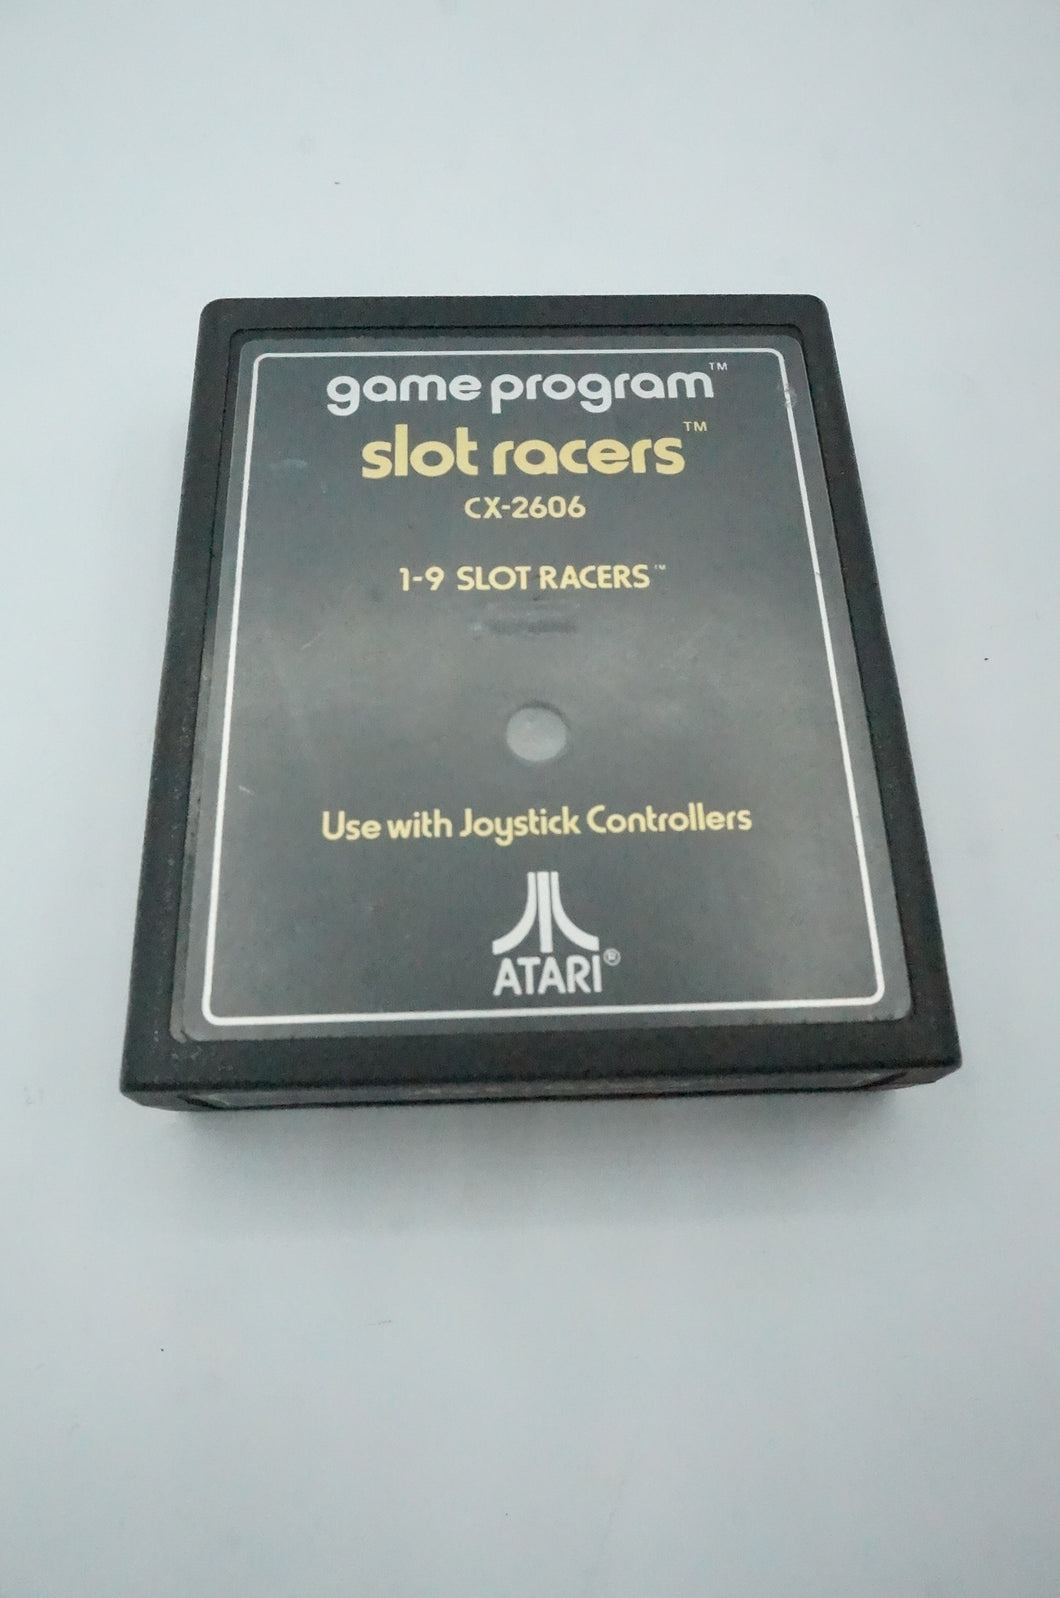 game program™
slot racers™
CX-2606
1-9 SLOT RACERS™
Use with Joystick Controllers
ATARI®